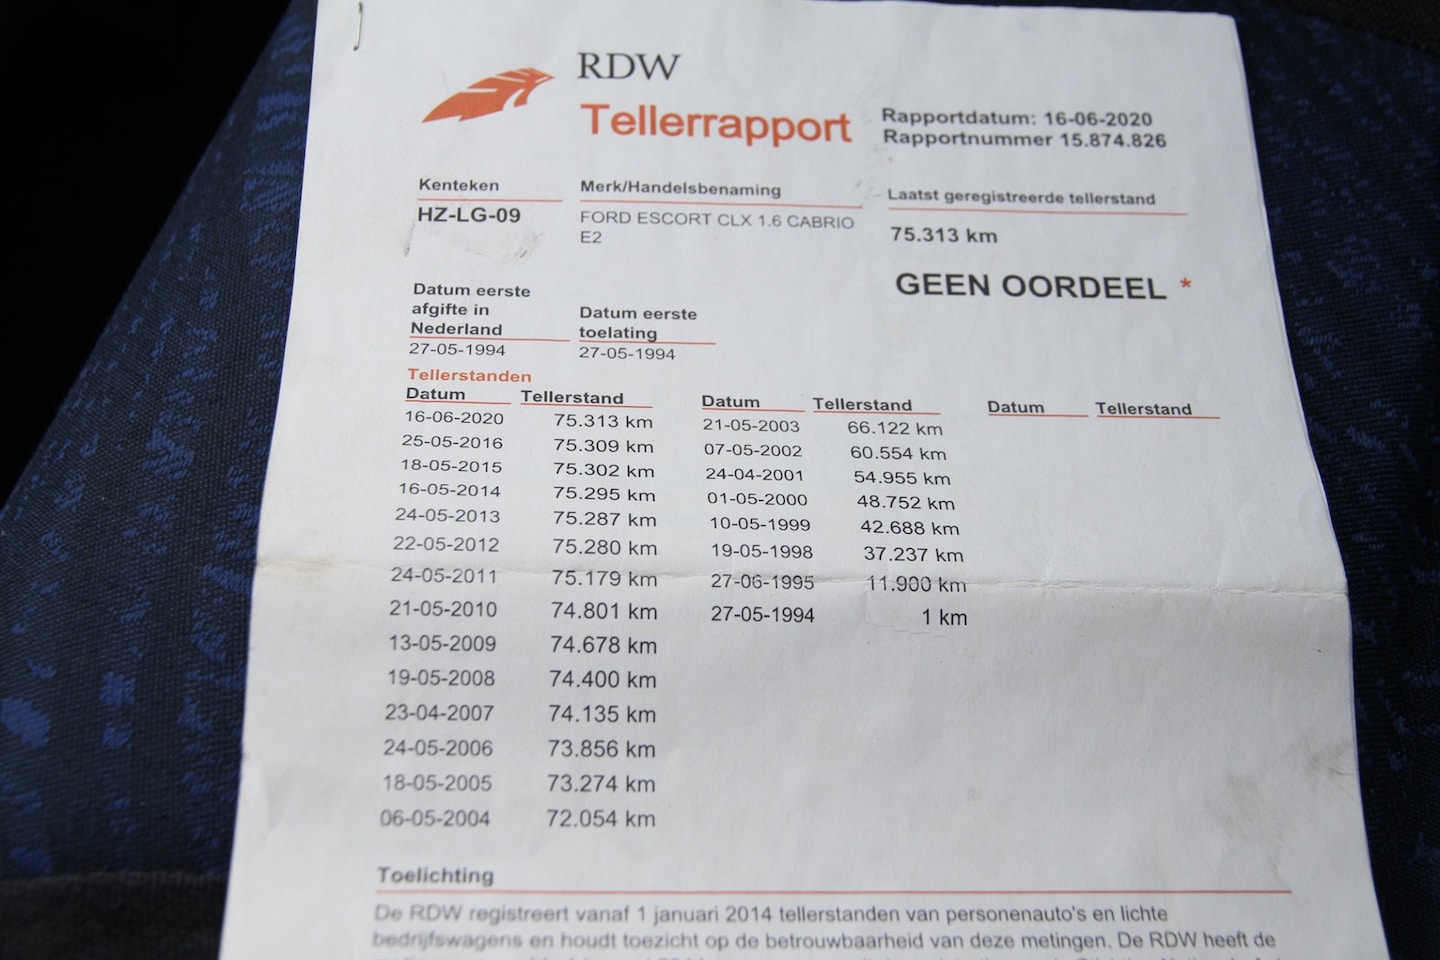 RDW
Tellerrapport
Rapportdatum: 16-06-2020
Rapportnummer 15.874.826
Kenteken
HZ-LG-09
Merk/Handelsbenaming
FORD ESCORT CLX 1.6 CABRIO
E2
Laatst geregistreerde tellerstand
75.313 km
GEEN OORDEEL *
Datum eerste
afgifte in
Nederland
27-05-1994
Datum eerste
toelating
27-05-1994
Tellerstanden
Datum Tellerstand Datum Tellerstand Datum Tellerstand
16-06-2020 75.313 km 21-05-2003 66.122 km
25-05-2016 75.309 km 07-05-2002 60.554 km
18-05-2015 75.302 km 24-04-2001 54.955 km
16-05-2014 75.295 km 01-05-2000 48.752 km
24-05-2013 75.287 km 10-05-1999 42.688 km
22-05-2012 75.280 km 19-05-1998 37.237 km
24-05-2011 75.179 km 27-06-1995 11.900 km
21-05-2010 74.801 km 27-05-1994 1 km
13-05-2009 74.678 km
19-05-2008 74.400 km
23-04-2007 74.135 km
24-05-2006 73.856 km
18-05-2005 73.274 km
06-05-2004 72.054 km
Toelichting
De RDW registreert vanaf 1 januari 2014 tellerstanden van personenauto's en lichte
bedrijfswagens en houdt toezicht op de betrouwbaarheid van deze metingen. De RDW heeft de